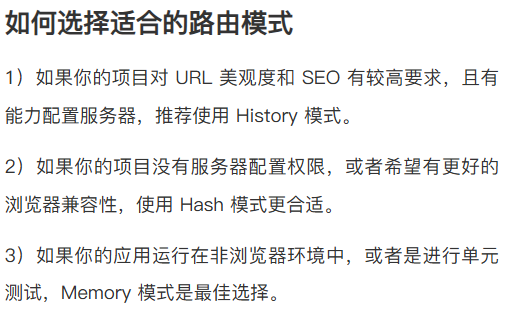 如何选择适合的路由模式
1）如果你的项目对 URL 美观度和 SEO 有较高要求，且有
能力配置服务器，推荐使用 History 模式。
2）如果你的项目没有服务器配置权限，或者希望有更好的
浏览器兼容性，使用 Hash 模式更合适。
3）如果你的应用运行在非浏览器环境中，或者是进行单元
测试，Memory 模式是最佳选择。